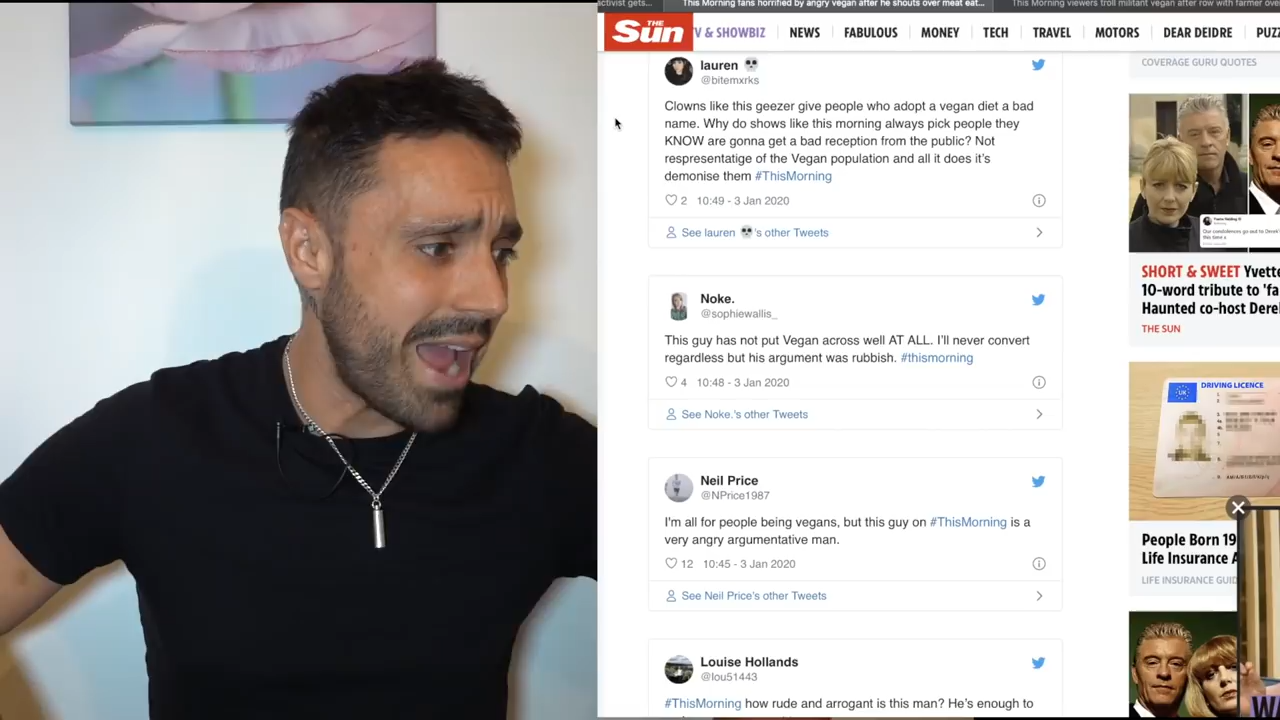 activist gets...
This Morning fans horrified by angry vegan after he shouts over meat eat...
This Morning viewers troll militant vegan after row with farmer over
THE
Sun
TV & SHOWBIZ
NEWS
FABULOUS
MONEY
TECH
TRAVEL
MOTORS
DEAR DEIDRE
PUZZ
lauren 💀
@bitemxrks
Clowns like this geezer give people who adopt a vegan diet a bad
name. Why do shows like this morning always pick people they
KNOW are gonna get a bad reception from the public? Not
respresentatige of the Vegan population and all it does it's
demonise them #ThisMorning
2 10:49 - 3 Jan 2020
See lauren 💀's other Tweets
Noke.
@sophiewallis_
This guy has not put Vegan across well AT ALL. I'll never convert
regardless but his argument was rubbish. #thismorning
4 10:48 - 3 Jan 2020
See Noke.'s other Tweets
Neil Price
@NPrice1987
I'm all for people being vegans, but this guy on #ThisMorning is a
very angry argumentative man.
12 10:45 - 3 Jan 2020
See Neil Price's other Tweets
Louise Hollands
@lou51443
#ThisMorning how rude and arrogant is this man? He's enough to
COVERAGE GURU QUOTES
SHORT & SWEET Yvette
10-word tribute to 'fa
Haunted co-host Dere
THE SUN
UK
DRIVING LICENCE
People Born 19
Life Insurance A
LIFE INSURANCE GUID
W